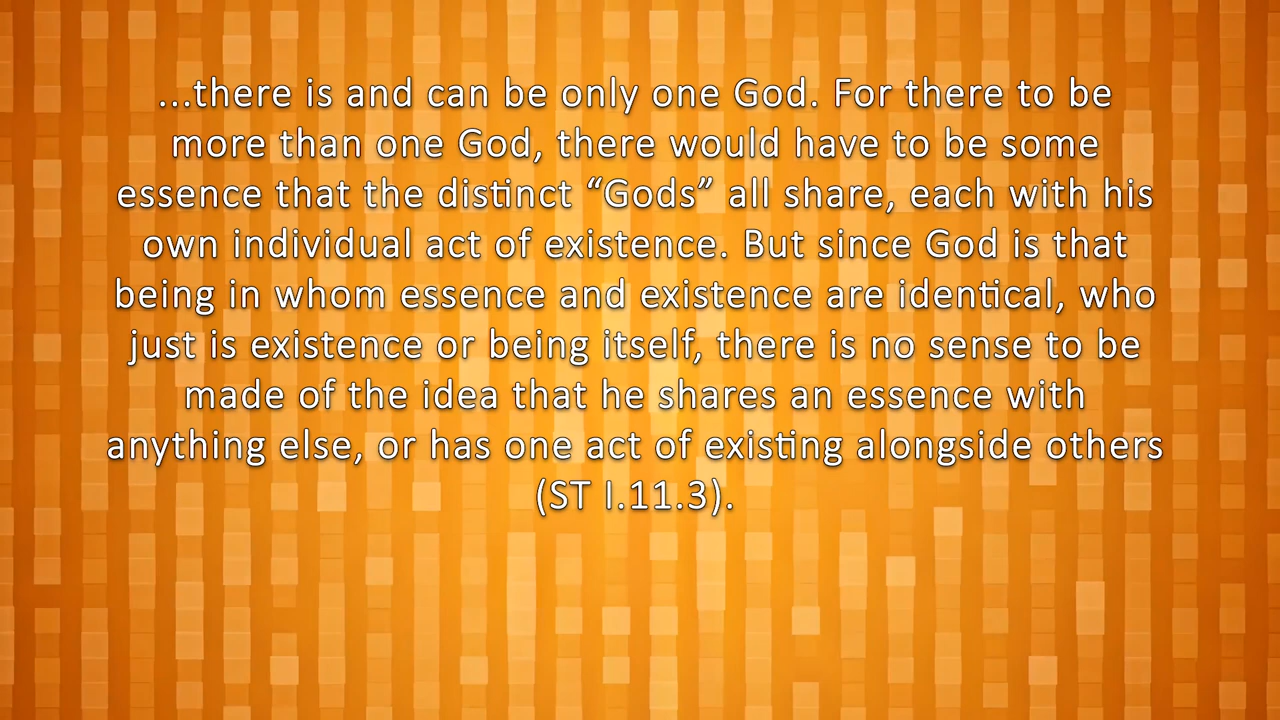 ...there is and can be only one God. For there to be
more than one God, there would have to be some
essence that the distinct “Gods” all share, each with his
own individual act of existence. But since God is that
being in whom essence and existence are identical, who
just is existence or being itself, there is no sense to be
made of the idea that he shares an essence with
anything else, or has one act of existing alongside others
(ST I.11.3).